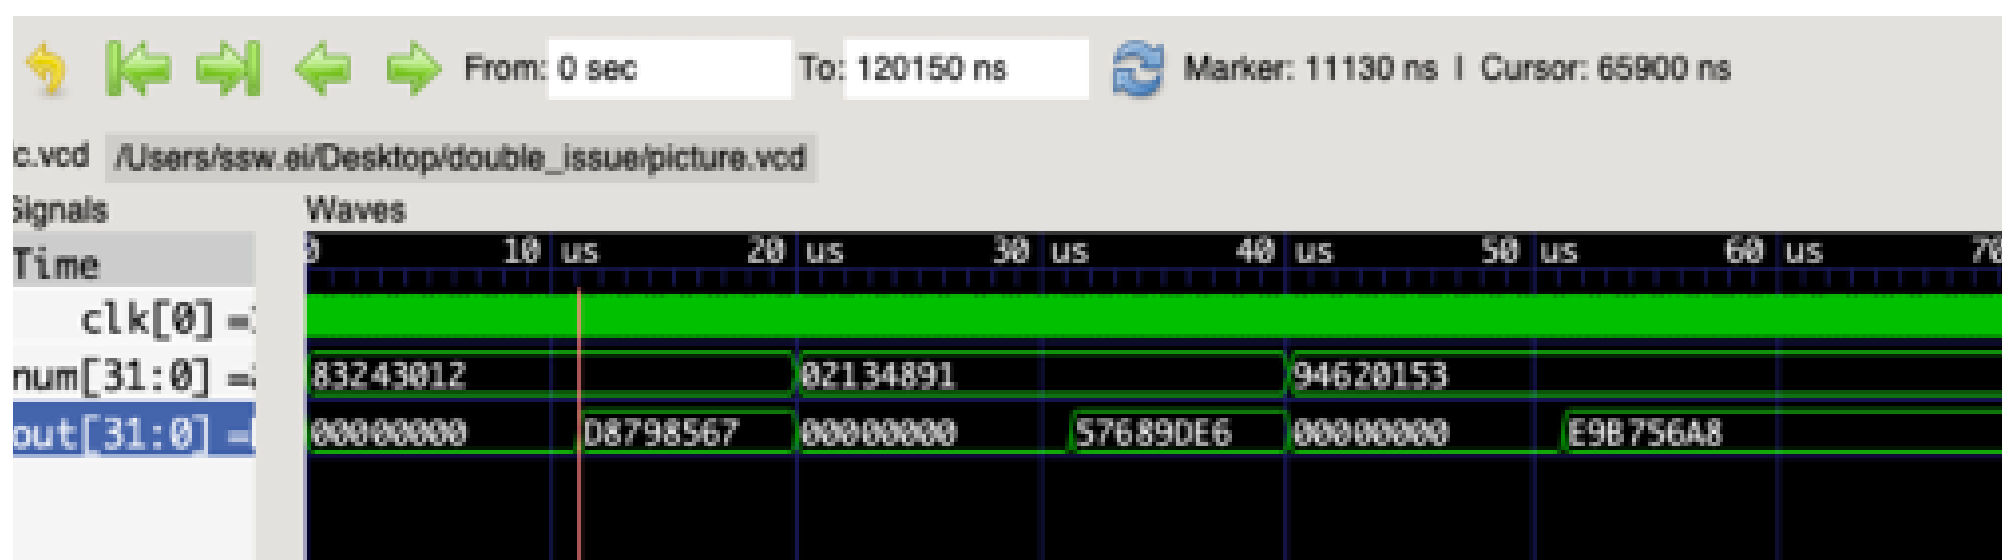 From: 0 sec To: 120150 ns Marker: 11130 ns | Cursor: 65900 ns
c.vcd /Users/ssw.ei/Desktop/double_issue/picture.vcd
Signals Waves
Time 0 10 us 20 us 30 us 40 us 50 us 60 us 70
clk[0] =
num[31:0] = 83243012 02134891 94620153
out[31:0] = 00000000 D8798567 00000000 57689DE6 00000000 E9B756A8